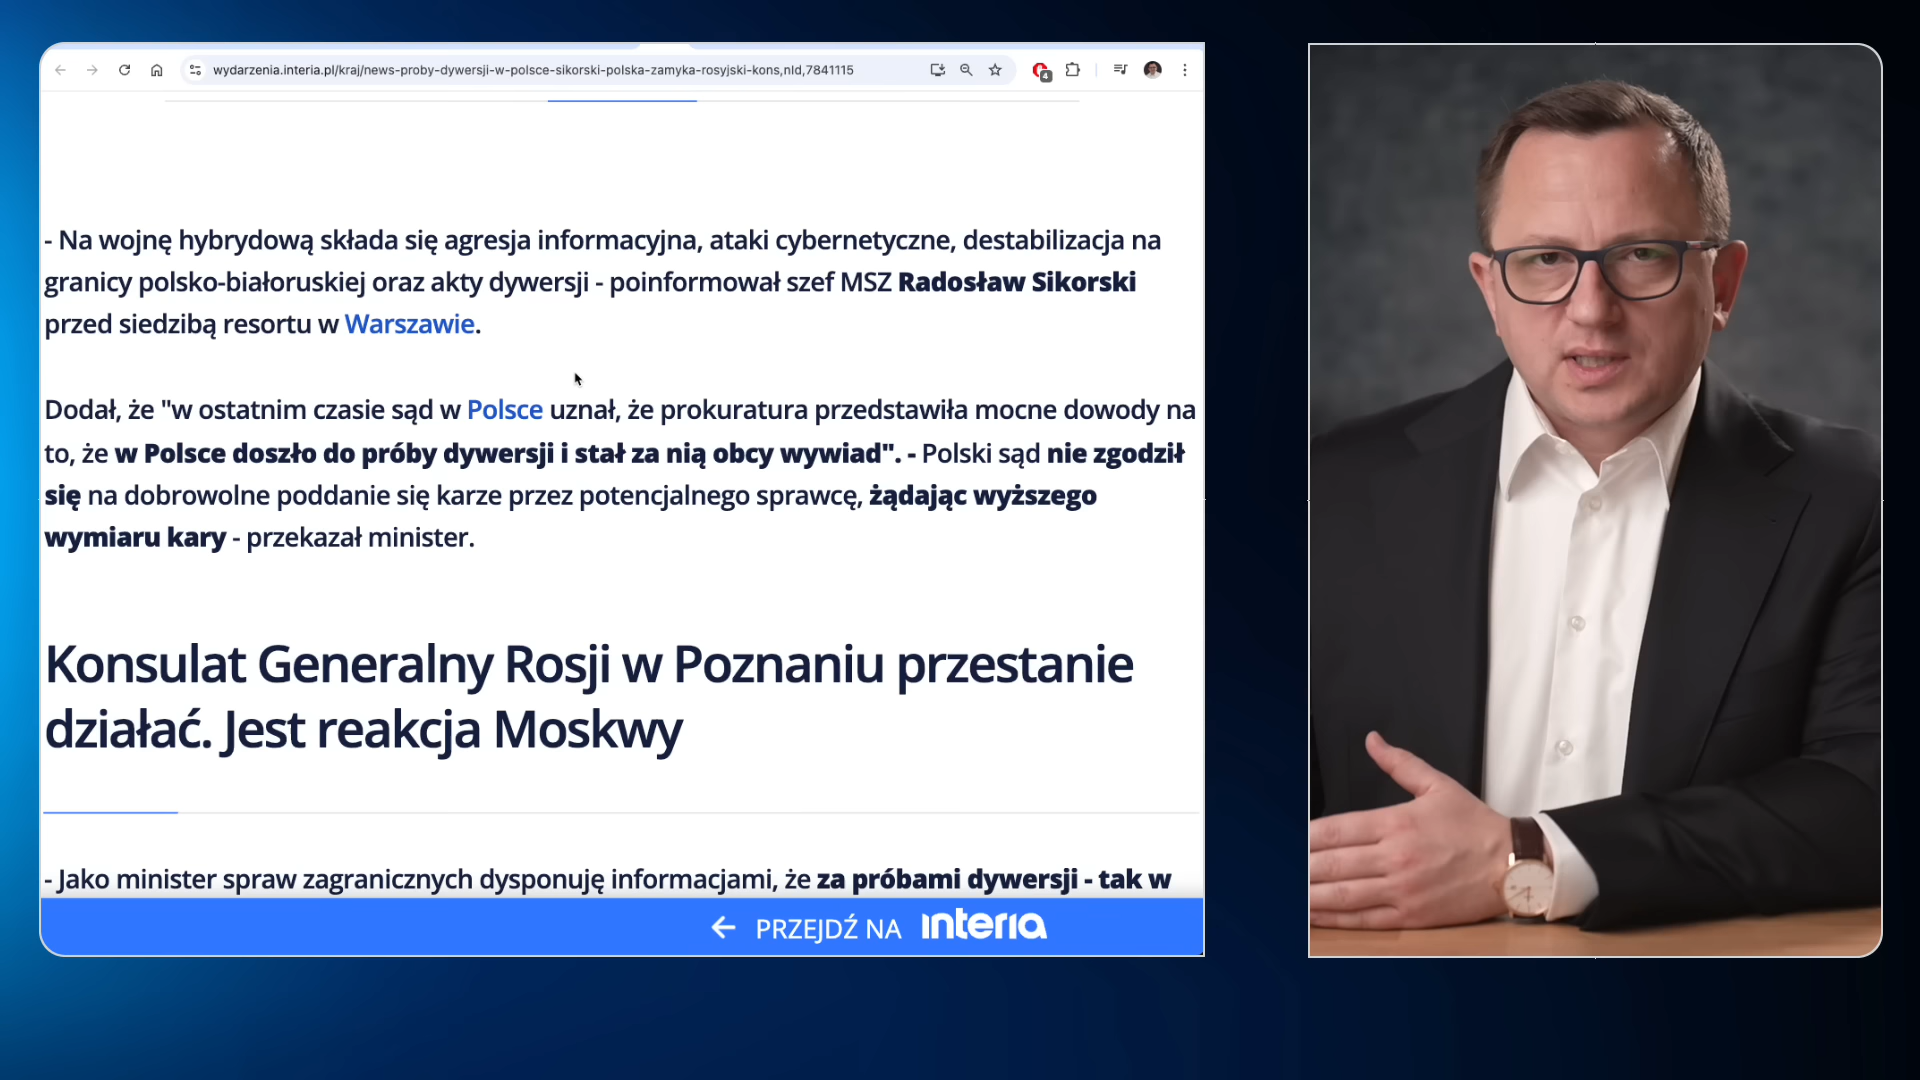 wydarzenia.interia.pl/kraj/news-proby-dywersji-w-polsce-sikorski-polska-zamyka-rosyjski-kons,nld,7841115
4
- Na wojnę hybrydową składa się agresja informacyjna, ataki cybernetyczne, destabilizacja na
granicy polsko-białoruskiej oraz akty dywersji - poinformował szef MSZ Radosław Sikorski
przed siedzibą resortu w Warszawie.
Dodał, że "w ostatnim czasie sąd w Polsce uznał, że prokuratura przedstawiła mocne dowody na
to, że w Polsce doszło do próby dywersji i stał za nią obcy wywiad". - Polski sąd nie zgodził
się na dobrowolne poddanie się karze przez potencjalnego sprawcę, żądając wyższego
wymiaru kary - przekazał minister.
Konsulat Generalny Rosji w Poznaniu przestanie
działać. Jest reakcja Moskwy
- Jako minister spraw zagranicznych dysponuję informacjami, że za próbami dywersji - tak w
PRZEJDŹ NA interia